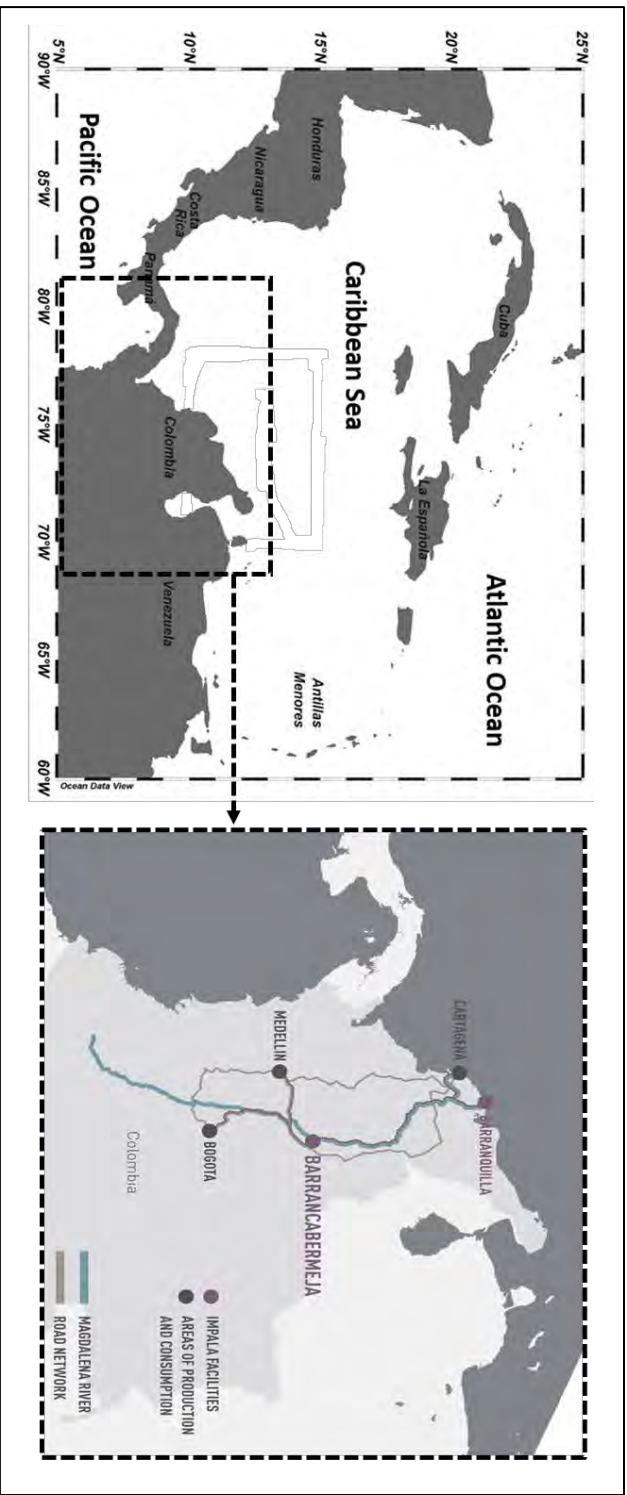 25°N
20°N
15°N
10°N
5°N
90°W
85°W
80°W
75°W
70°W
65°W
60°W
Atlantic Ocean
Caribbean Sea
Pacific Ocean
Cuba
La Española
Honduras
Nicaragua
Costa
Rica
Panamá
Colombia
Venezuela
Antillas
Menores
Ocean Data View
CARTAGENA
BARRANQUILLA
MEDELLIN
BARRANCABERMEJA
BOGOTA
Colombia
IMPALA FACILITIES
AREAS OF PRODUCTION
AND CONSUMPTION
MAGDALENA RIVER
ROAD NETWORK